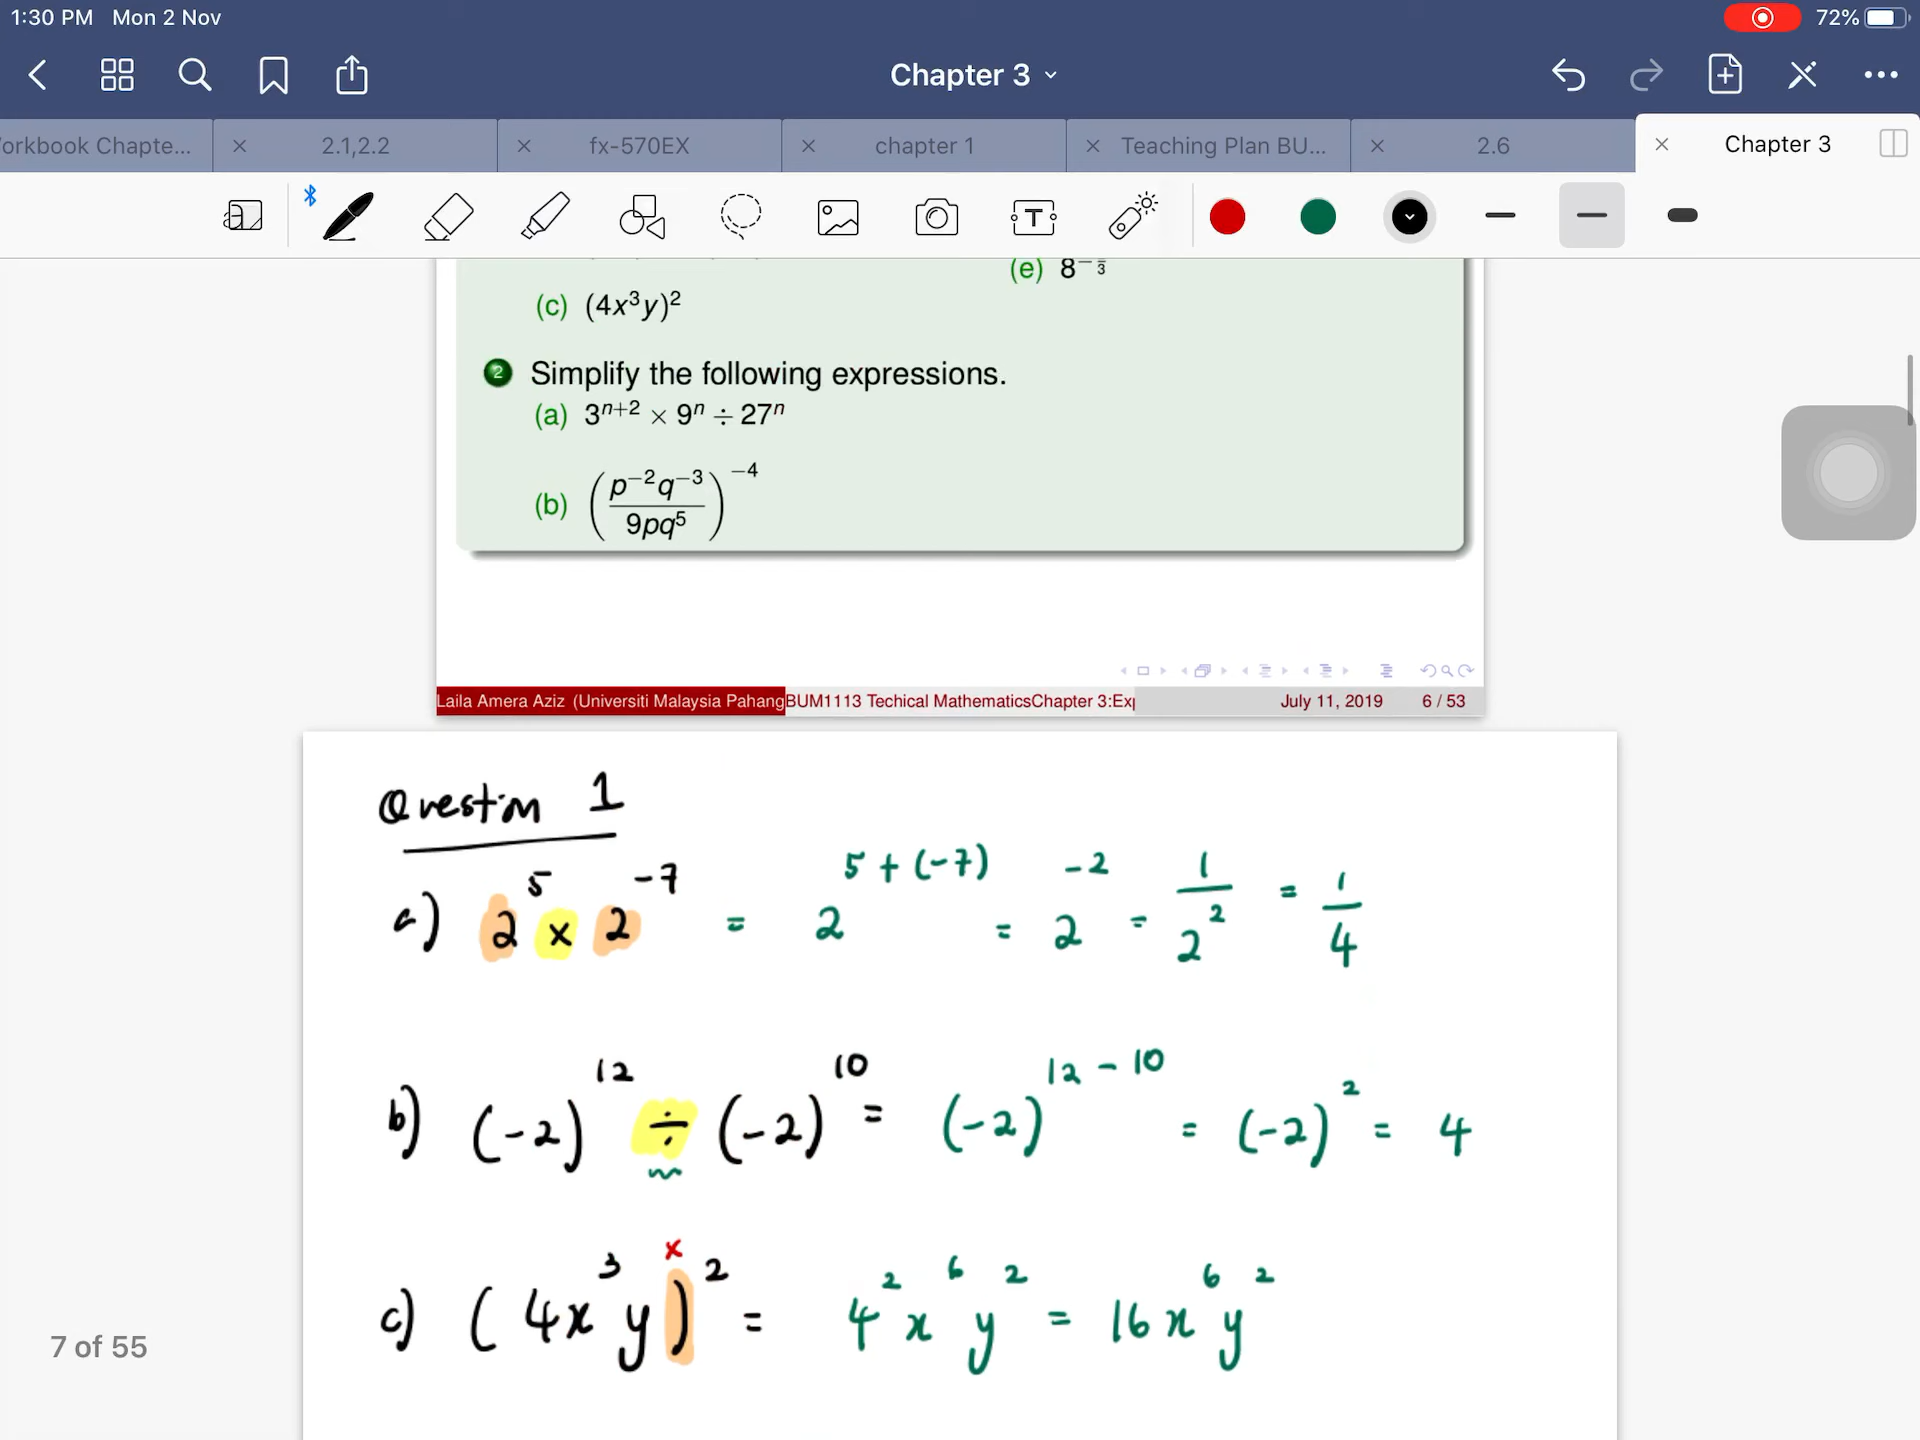 1:30 PM Mon 2 Nov 72%
Chapter 3
orkbook Chapte... 2.1,2.2 fx-570EX chapter 1 Teaching Plan BU... 2.6 Chapter 3
(e) 8^-
(c) (4x³y)²
2 Simplify the following expressions.
(a) 3ⁿ⁺² × 9ⁿ ÷ 27ⁿ
(b) (p⁻²q⁻³ / 9pq⁵)⁻⁴
Laila Amera Aziz (Universiti Malaysia Pahang BUM1113 Techical MathematicsChapter 3:Exp July 11, 2019 6 / 53
Question 1
a) 2⁵ × 2⁻⁷ = 2⁵⁺⁽⁻⁷⁾ = 2⁻² = 1/2² = 1/4
b) (-2)¹² ÷ (-2)¹⁰ = (-2)¹²⁻¹⁰ = (-2)² = 4
c) (4x³y)^x 2 = 4²x⁶y² = 16x⁶y²
7 of 55